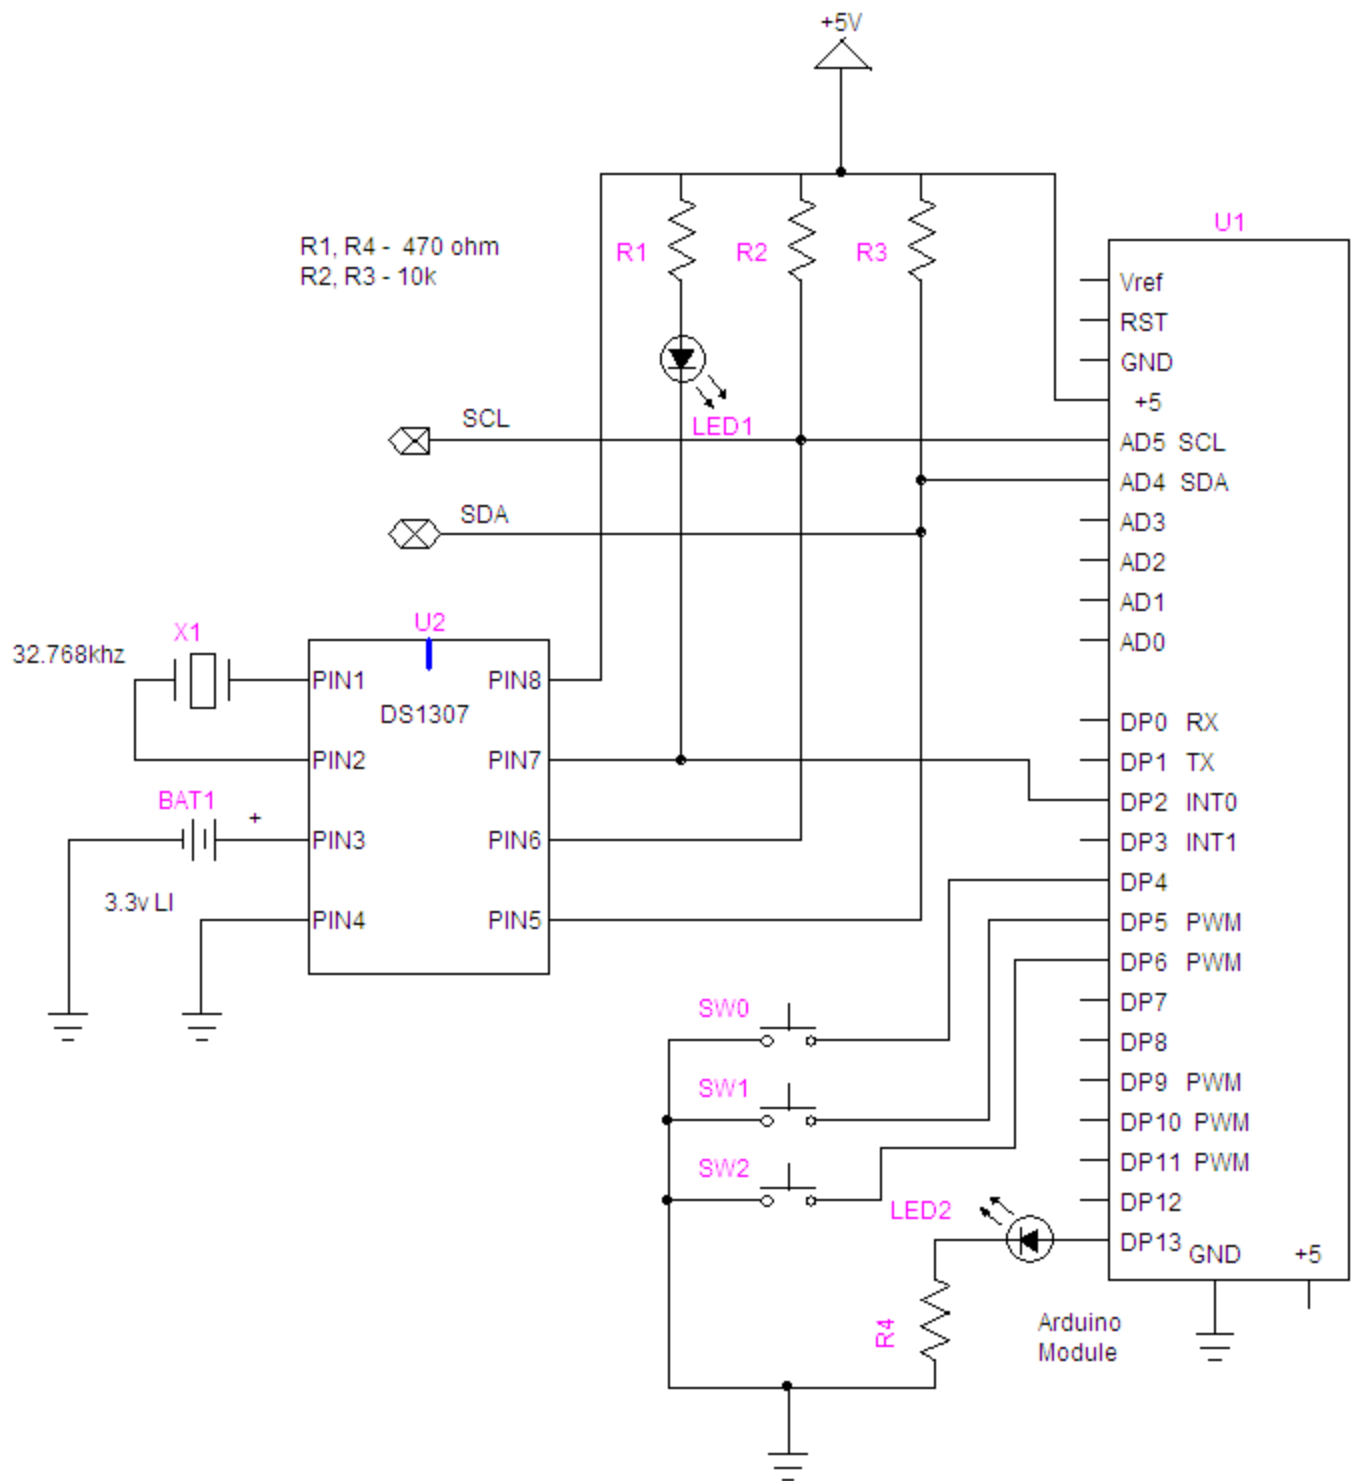 +5V
U1
R1, R4 - 470 ohm
R2, R3 - 10k
R1
R2
R3
Vref
RST
GND
+5
LED1
SCL
AD5 SCL
AD4 SDA
SDA
AD3
AD2
AD1
AD0
U2
X1
32.768khz
PIN1
PIN8
DS1307
DP0 RX
PIN2
PIN7
DP1 TX
BAT1
DP2 INT0
+
PIN3
PIN6
DP3 INT1
3.3v LI
DP4
PIN4
PIN5
DP5 PWM
DP6 PWM
SW0
DP7
DP8
SW1
DP9 PWM
DP10 PWM
SW2
DP11 PWM
LED2
DP12
DP13
GND
+5
R4
Arduino
Module